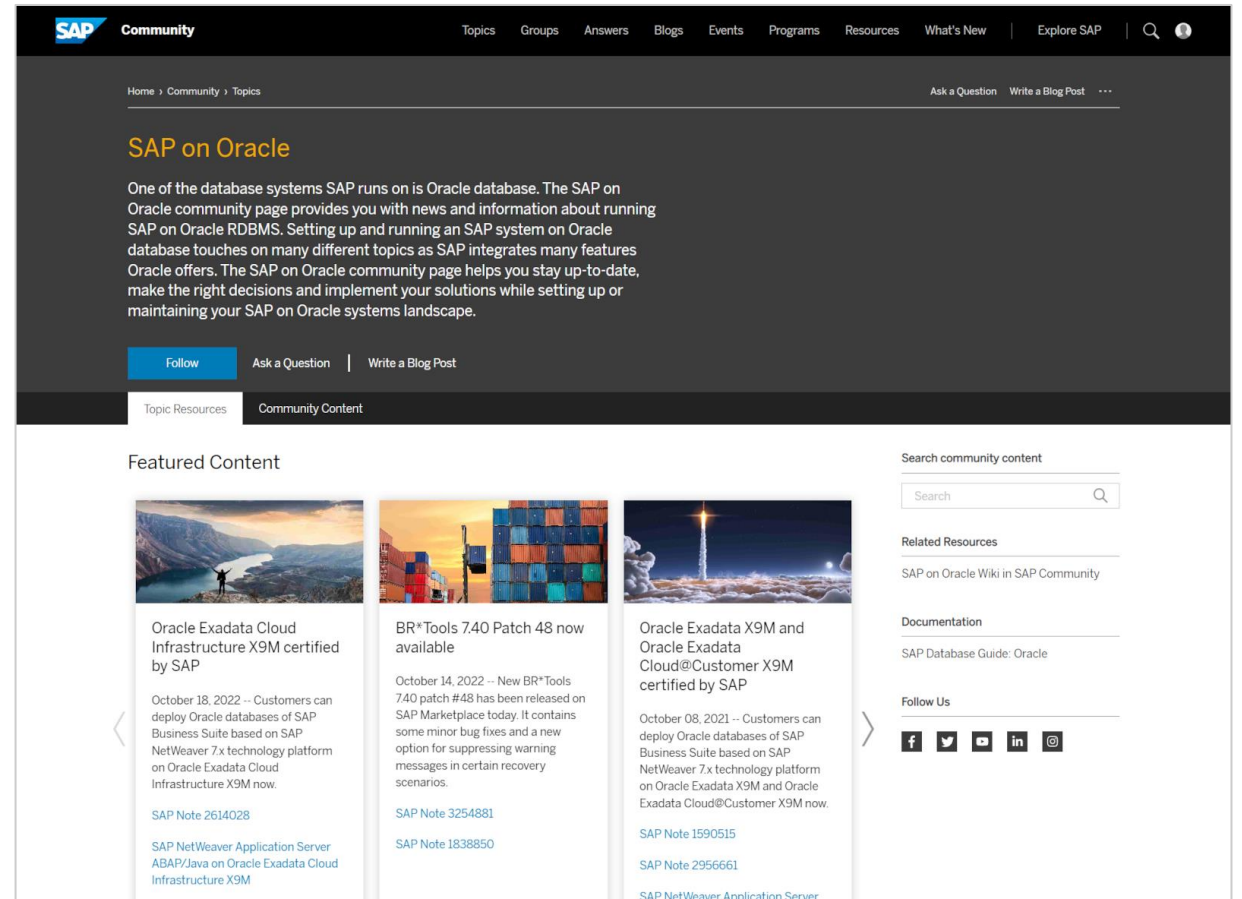 SAP Community Topics Groups Answers Blogs Events Programs Resources What's New Explore SAP
Home › Community › Topics
Ask a Question Write a Blog Post ···
SAP on Oracle
One of the database systems SAP runs on is Oracle database. The SAP on
Oracle community page provides you with news and information about running
SAP on Oracle RDBMS. Setting up and running an SAP system on Oracle
database touches on many different topics as SAP integrates many features
Oracle offers. The SAP on Oracle community page helps you stay up-to-date,
make the right decisions and implement your solutions while setting up or
maintaining your SAP on Oracle systems landscape.
Follow Ask a Question | Write a Blog Post
Topic Resources Community Content
Featured Content
Oracle Exadata Cloud
Infrastructure X9M certified
by SAP
October 18, 2022 -- Customers can
deploy Oracle databases of SAP
Business Suite based on SAP
NetWeaver 7.x technology platform
on Oracle Exadata Cloud
Infrastructure X9M now.
SAP Note 2614028
SAP NetWeaver Application Server
ABAP/Java on Oracle Exadata Cloud
Infrastructure X9M
BR*Tools 7.40 Patch 48 now
available
October 14, 2022 -- New BR*Tools
7.40 patch #48 has been released on
SAP Marketplace today. It contains
some minor bug fixes and a new
option for suppressing warning
messages in certain recovery
scenarios.
SAP Note 3254881
SAP Note 1838850
Oracle Exadata X9M and
Oracle Exadata
Cloud@Customer X9M
certified by SAP
October 08, 2021 -- Customers can
deploy Oracle databases of SAP
Business Suite based on SAP
NetWeaver 7.x technology platform
on Oracle Exadata X9M and Oracle
Exadata Cloud@Customer X9M now.
SAP Note 1590515
SAP Note 2956661
SAP NetWeaver Application Server
Search community content
Search
Related Resources
SAP on Oracle Wiki in SAP Community
Documentation
SAP Database Guide: Oracle
Follow Us